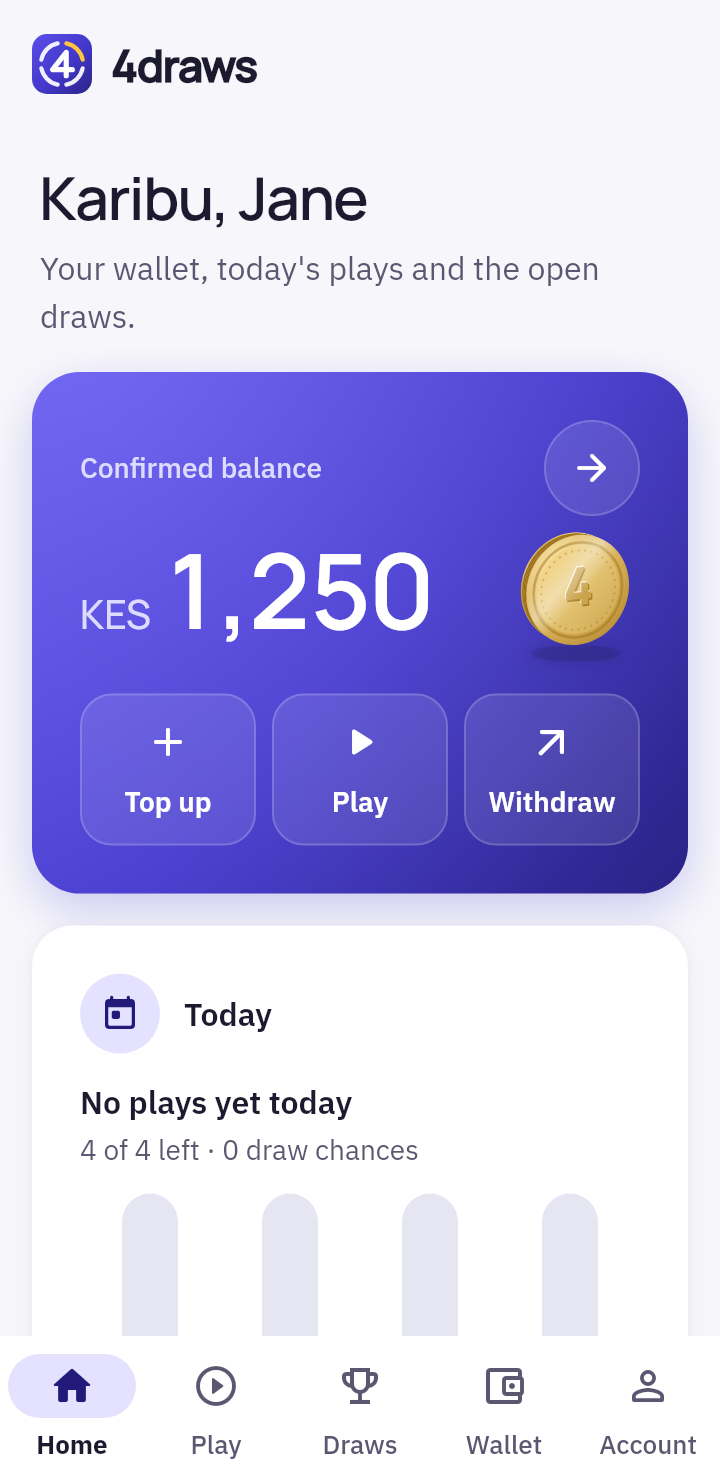 4draws
Karibu, Jane
Your wallet, today's plays and the open
draws.
Confirmed balance
KES 1,250
4
Top up
Play
Withdraw
Today
No plays yet today
4 of 4 left · 0 draw chances
Home
Play
Draws
Wallet
Account